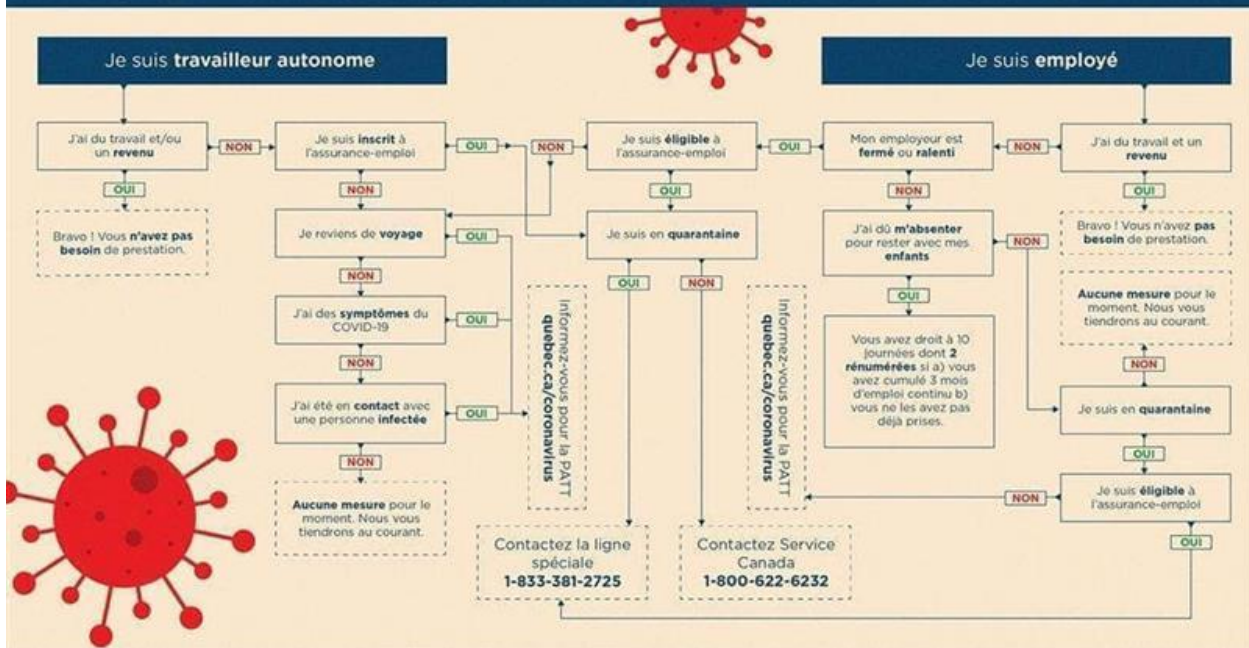 Je suis travailleur autonome
Je suis employé
J'ai du travail et/ou
un revenu
NON
Je suis inscrit à
l'assurance-emploi
OUI
NON
Je suis éligible à
l'assurance-emploi
OUI
Mon employeur est
fermé ou ralenti
NON
J'ai du travail et un
revenu
OUI
NON
OUI
NON
OUI
Bravo ! Vous n'avez pas
besoin de prestation.
Je reviens de voyage
OUI
Je suis en quarantaine
J'ai dû m'absenter
pour rester avec mes
enfants
NON
Bravo ! Vous n'avez pas
besoin de prestation.
NON
OUI
NON
OUI
Aucune mesure pour le
moment. Nous vous
tiendrons au courant.
J'ai des symptômes du
COVID-19
OUI
Informez-vous pour la PATT
quebec.ca/coronavirus
Informez-vous pour la PATT
quebec.ca/coronavirus
Vous avez droit à 10
journées dont 2
rénumérées si a) vous
avez cumulé 3 mois
d'emploi continu b)
vous ne les avez pas
déjà prises.
NON
NON
J'ai été en contact avec
une personne infectée
OUI
Je suis en quarantaine
NON
OUI
Aucune mesure pour le
moment. Nous vous
tiendrons au courant.
NON
Je suis éligible à
l'assurance-emploi
OUI
Contactez la ligne
spéciale
1-833-381-2725
Contactez Service
Canada
1-800-622-6232